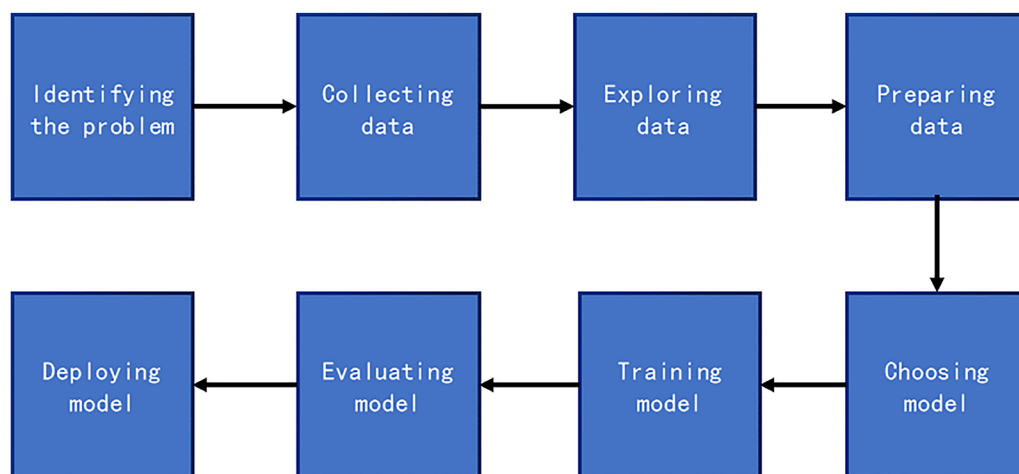 Identifying
the problem
Collecting
data
Exploring
data
Preparing
data
Choosing
model
Training
model
Evaluating
model
Deploying
model